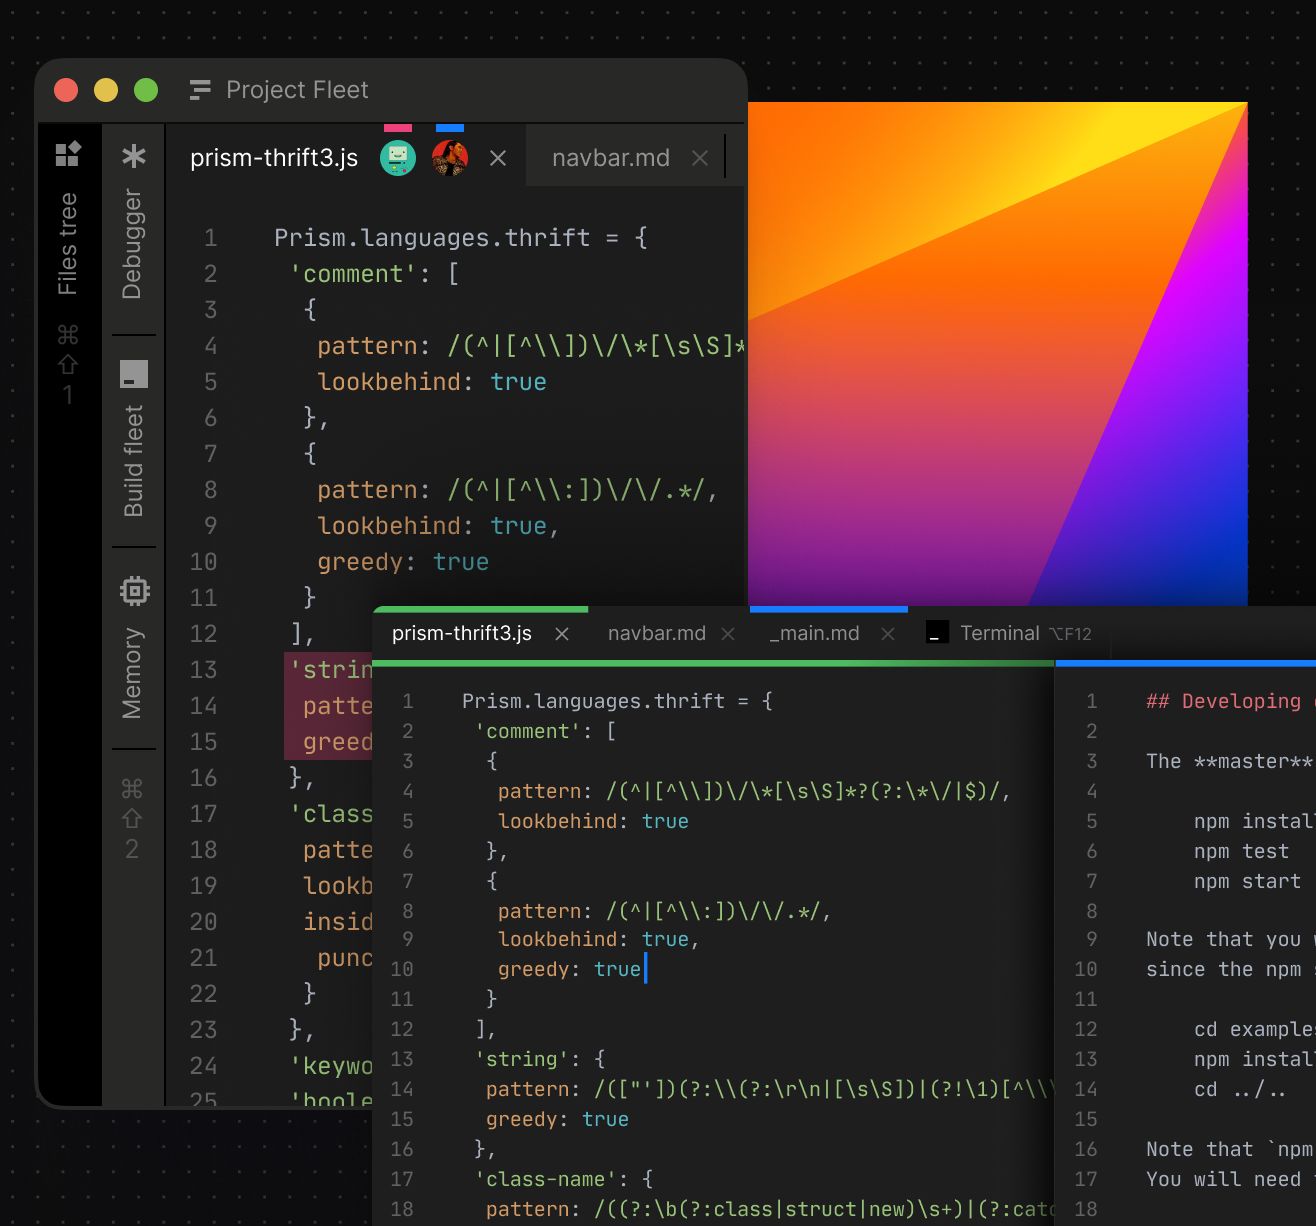 Project Fleet
Files tree
⌘
⇧
1
Debugger
Build fleet
Memory
⌘
⇧
2
prism-thrift3.js
navbar.md
1 Prism.languages.thrift = {
2 'comment': [
3 {
4 pattern: /(^|[^\\])\/\*[\s\S]*
5 lookbehind: true
6 },
7 {
8 pattern: /(^|[^\\:])\/\/.*/,
9 lookbehind: true,
10 greedy: true
11 }
12 ],
13 'strin
14 patte
15 greed
16 },
17 'class
18 patte
19 lookb
20 insid
21 punc
22 }
23 },
24 'keywo
25 'boole
prism-thrift3.js
navbar.md
_main.md
Terminal ⌥F12
1 Prism.languages.thrift = {
2 'comment': [
3 {
4 pattern: /(^|[^\\])\/\*[\s\S]*?(?:\*\/|$)/,
5 lookbehind: true
6 },
7 {
8 pattern: /(^|[^\\:])\/\/.*/,
9 lookbehind: true,
10 greedy: true
11 }
12 ],
13 'string': {
14 pattern: /(["'])(?:\\(?:\r\n|[\s\S])|(?!\1)[^\\\
15 greedy: true
16 },
17 'class-name': {
18 pattern: /((?:\b(?:class|struct|new)\s+)|(?:catc
1 ## Developing
2
3 The **master**
4
5 npm install
6 npm test
7 npm start
8
9 Note that you
10 since the npm
11
12 cd examples
13 npm install
14 cd ../..
15
16 Note that `npm
17 You will need
18